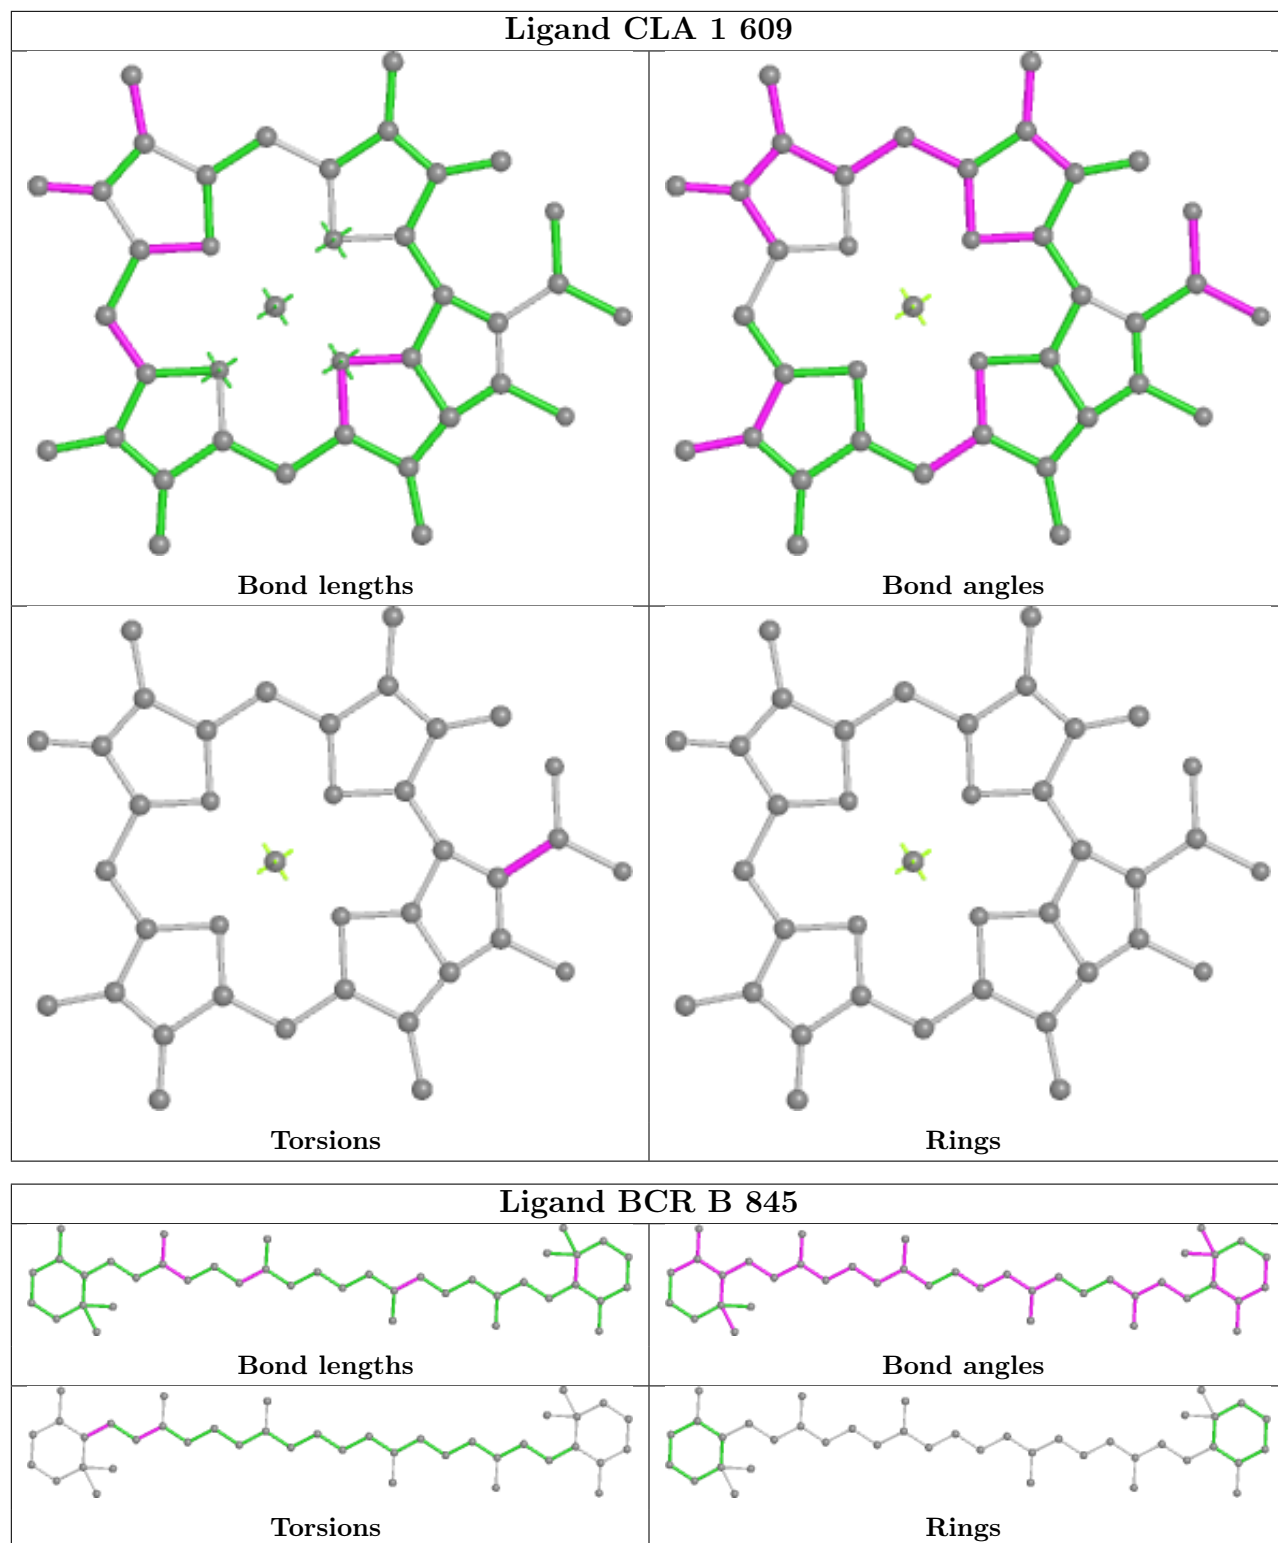 Ligand CLA 1 609
Bond lengths
Bond angles
Torsions
Rings
Ligand BCR B 845
Bond lengths
Bond angles
Torsions
Rings